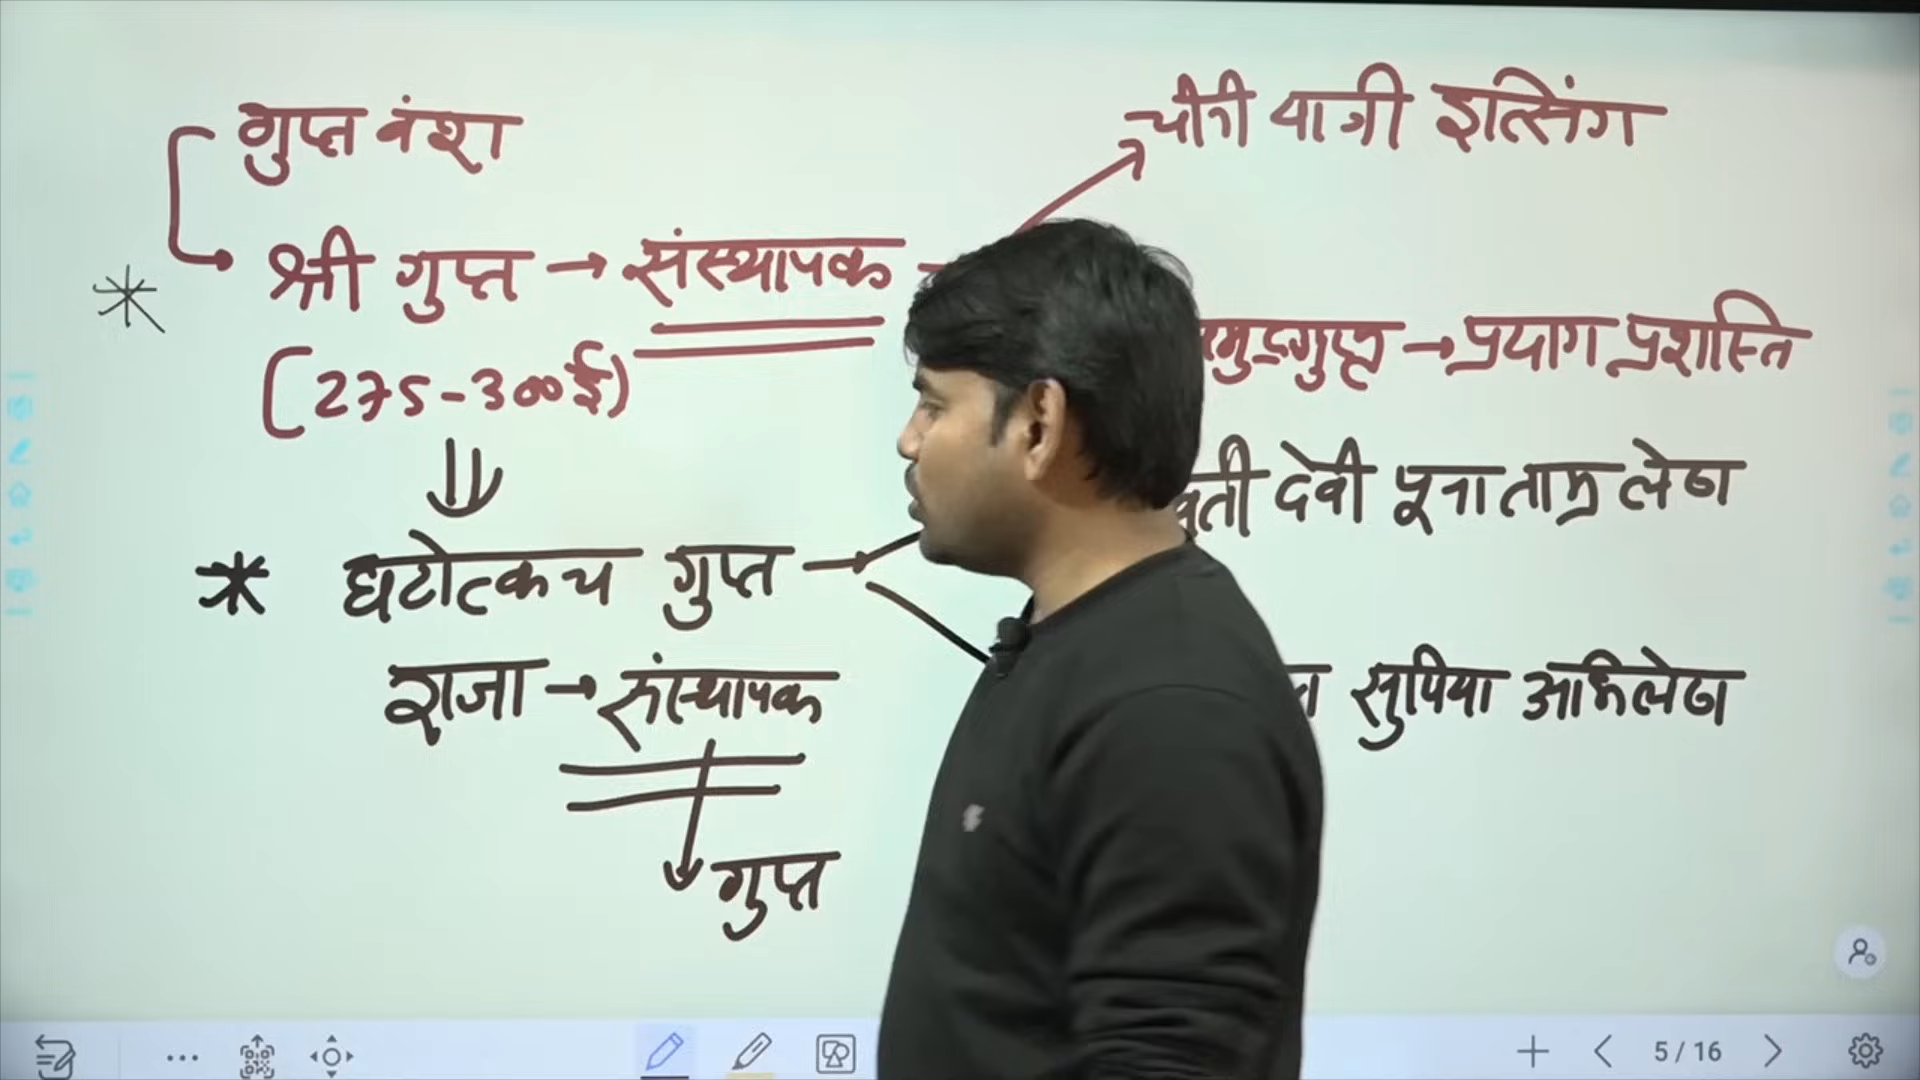 गुप्त वंश
चीनी यात्री इत्सिंग
श्री गुप्त → संस्थापक
(275-300ई)
→ प्रयाग प्रशस्ति
देवी पूना ताम्र लेख
* घटोत्कच गुप्त →
राजा → संस्थापक
सुपिया अभिलेख
गुप्त
5 / 16